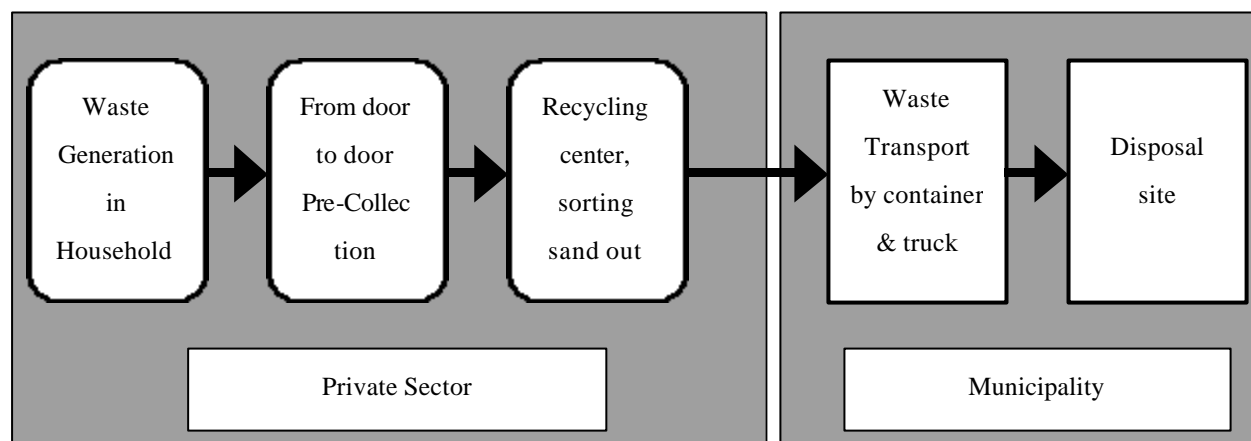 Waste
Generation
in
Household
From door
to door
Pre-Collec
tion
Recycling
center,
sorting
sand out
Waste
Transport
by container
& truck
Disposal
site
Private Sector
Municipality